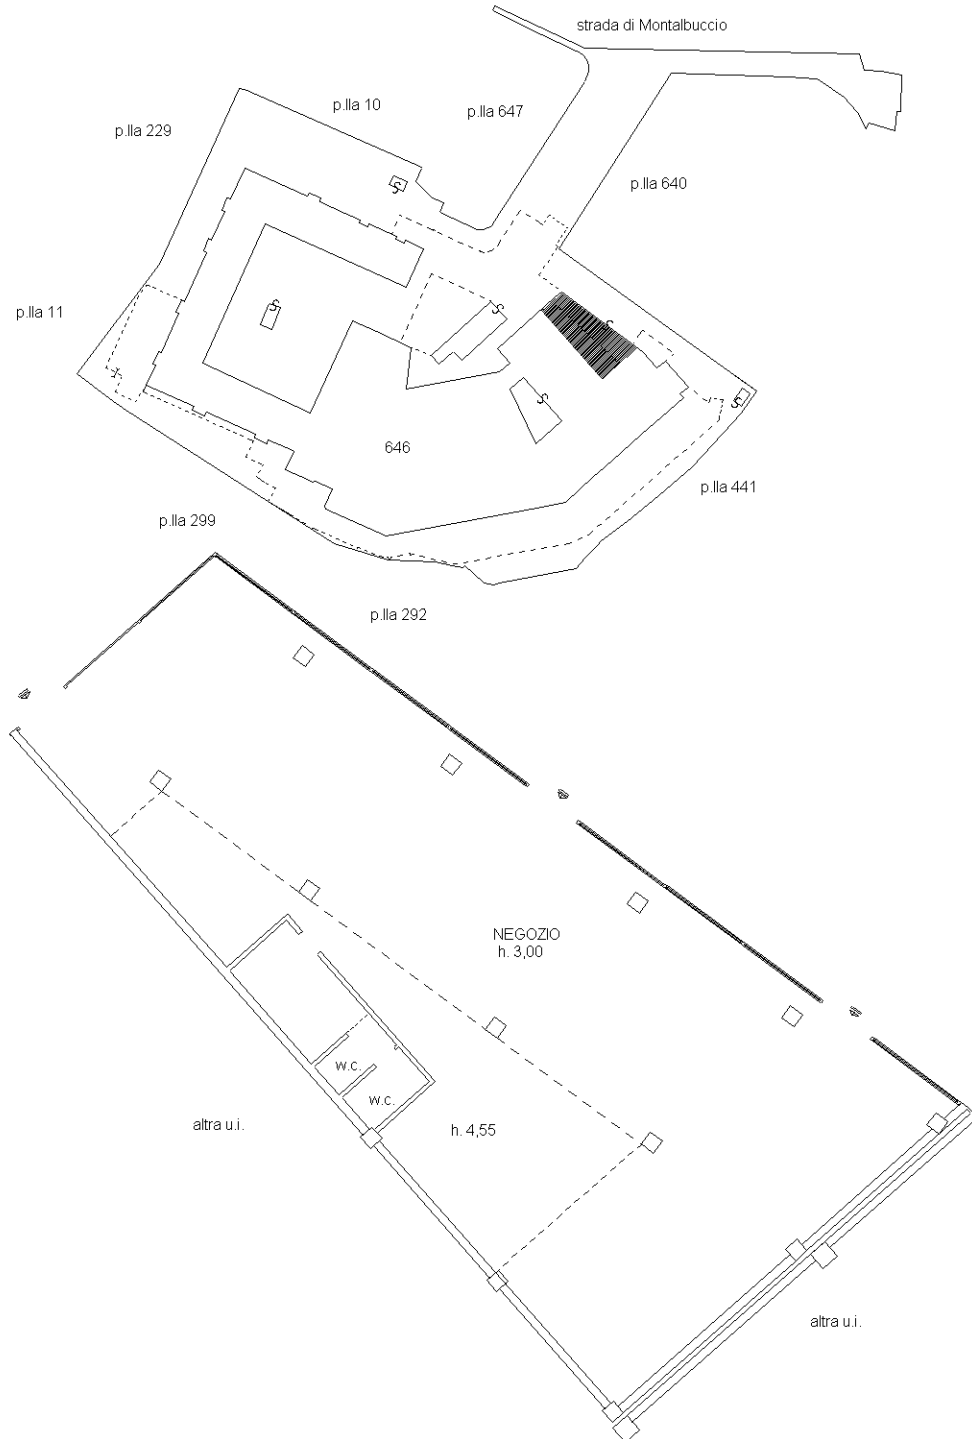 strada di Montalbuccio
p.lla 10
p.lla 647
p.lla 229
p.lla 640
p.lla 11
646
p.lla 441
p.lla 299
p.lla 292
NEGOZIO
h. 3,00
w.c.
w.c.
altra u.i.
h. 4,55
altra u.i.